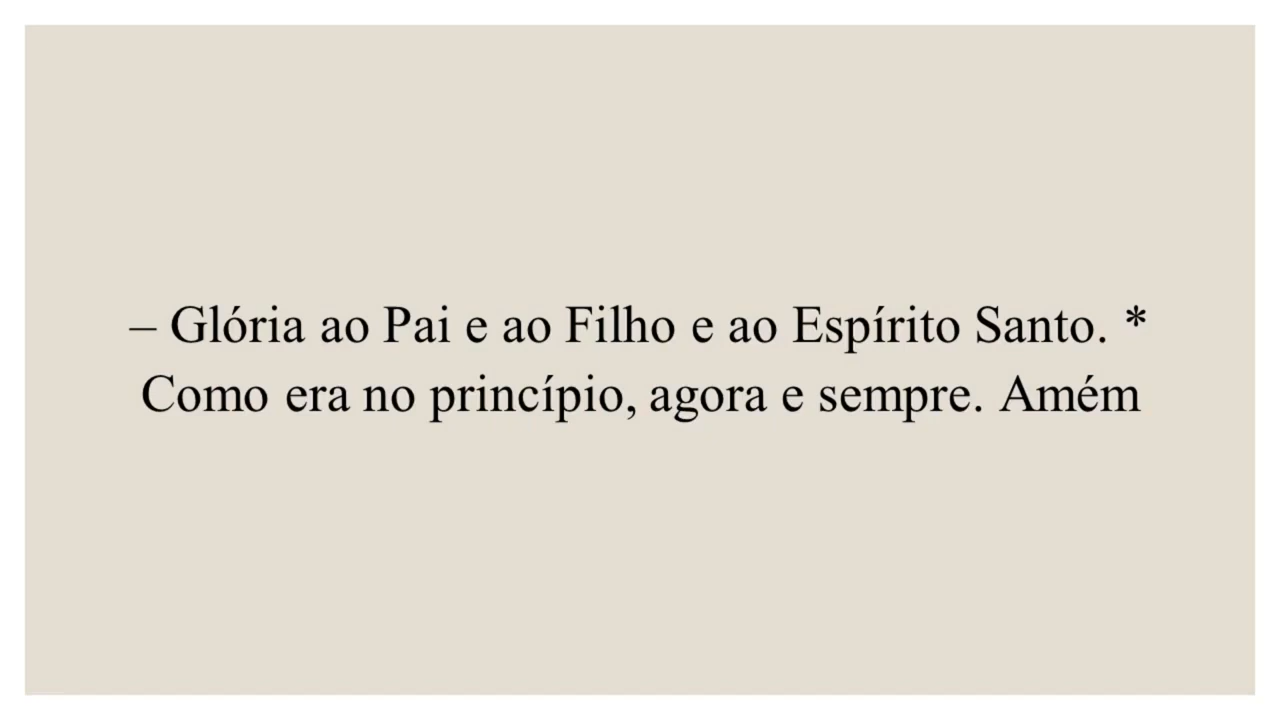 – Glória ao Pai e ao Filho e ao Espírito Santo. *
Como era no princípio, agora e sempre. Amém